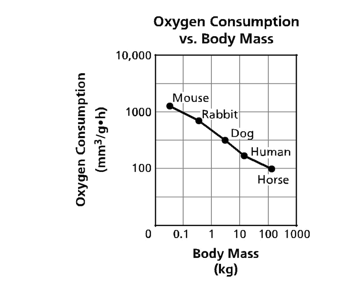 Oxygen Consumption
vs. Body Mass
Oxygen Consumption
(mm³/g•h)
10,000
1000
100
Mouse
Rabbit
Dog
Human
Horse
0 0.1 1 10 100 1000
Body Mass
(kg)